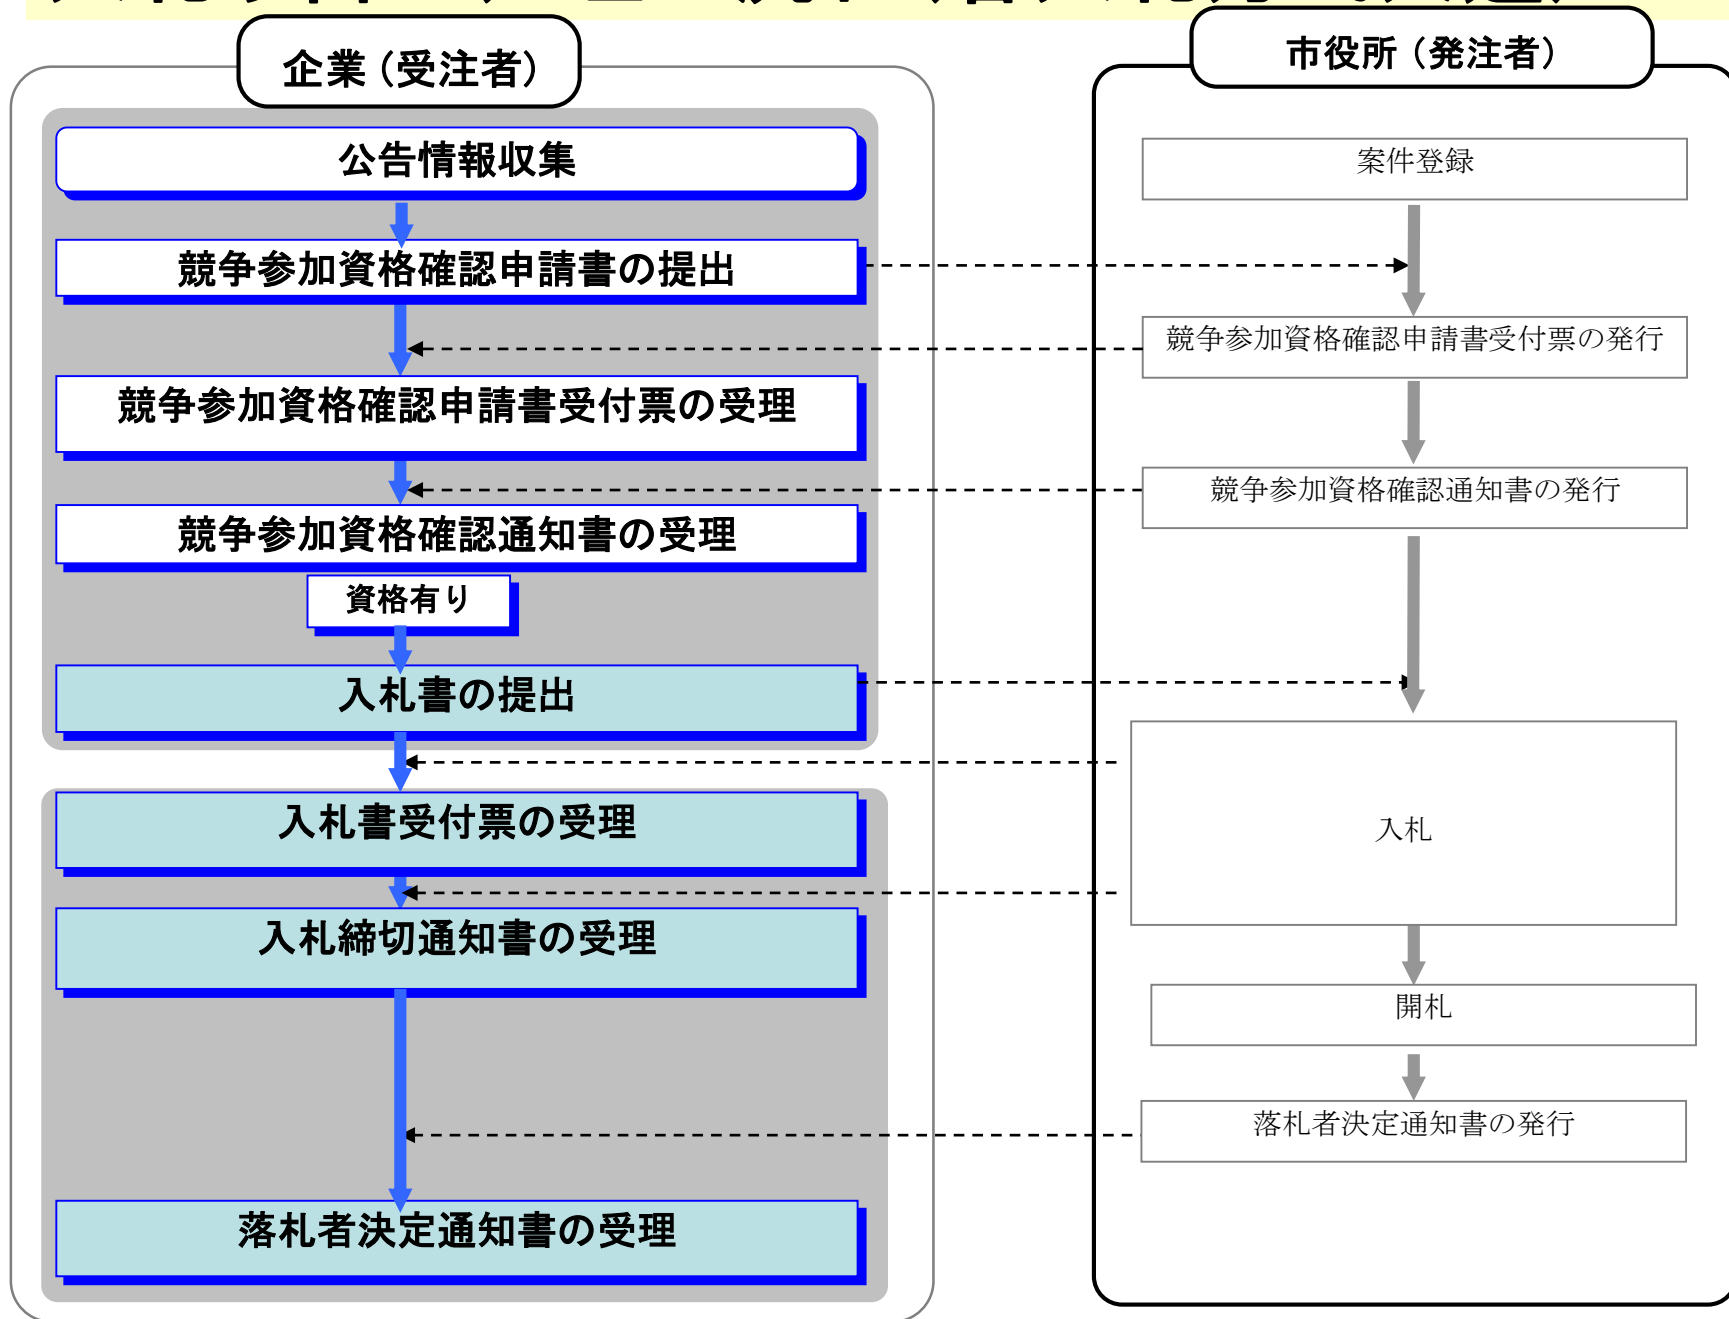 企業（受注者）
市役所（発注者）
公告情報収集
案件登録
競争参加資格確認申請書の提出
競争参加資格確認申請書受付票の発行
競争参加資格確認申請書受付票の受理
競争参加資格確認通知書の発行
競争参加資格確認通知書の受理
資格有り
入札書の提出
入札書受付票の受理
入札
入札締切通知書の受理
開札
落札者決定通知書の発行
落札者決定通知書の受理